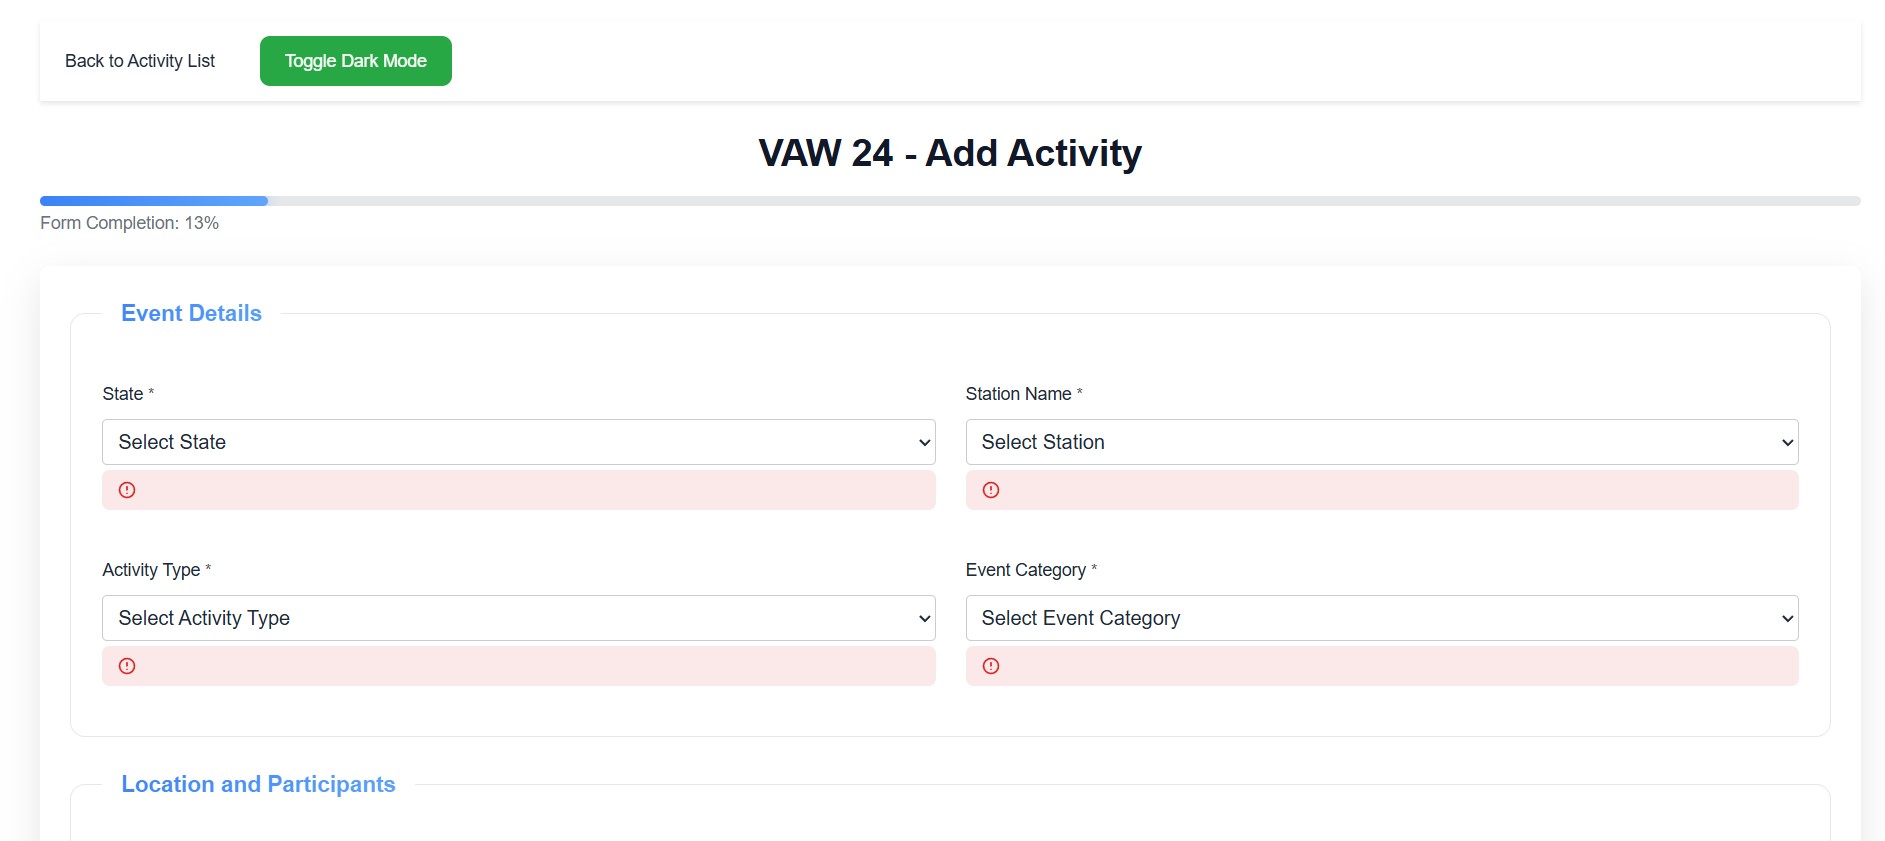 Back to Activity List
Toggle Dark Mode
VAW 24 - Add Activity
Form Completion: 13%
Event Details
State *
Station Name *
Select State
Select Station
Activity Type *
Event Category *
Select Activity Type
Select Event Category
Location and Participants